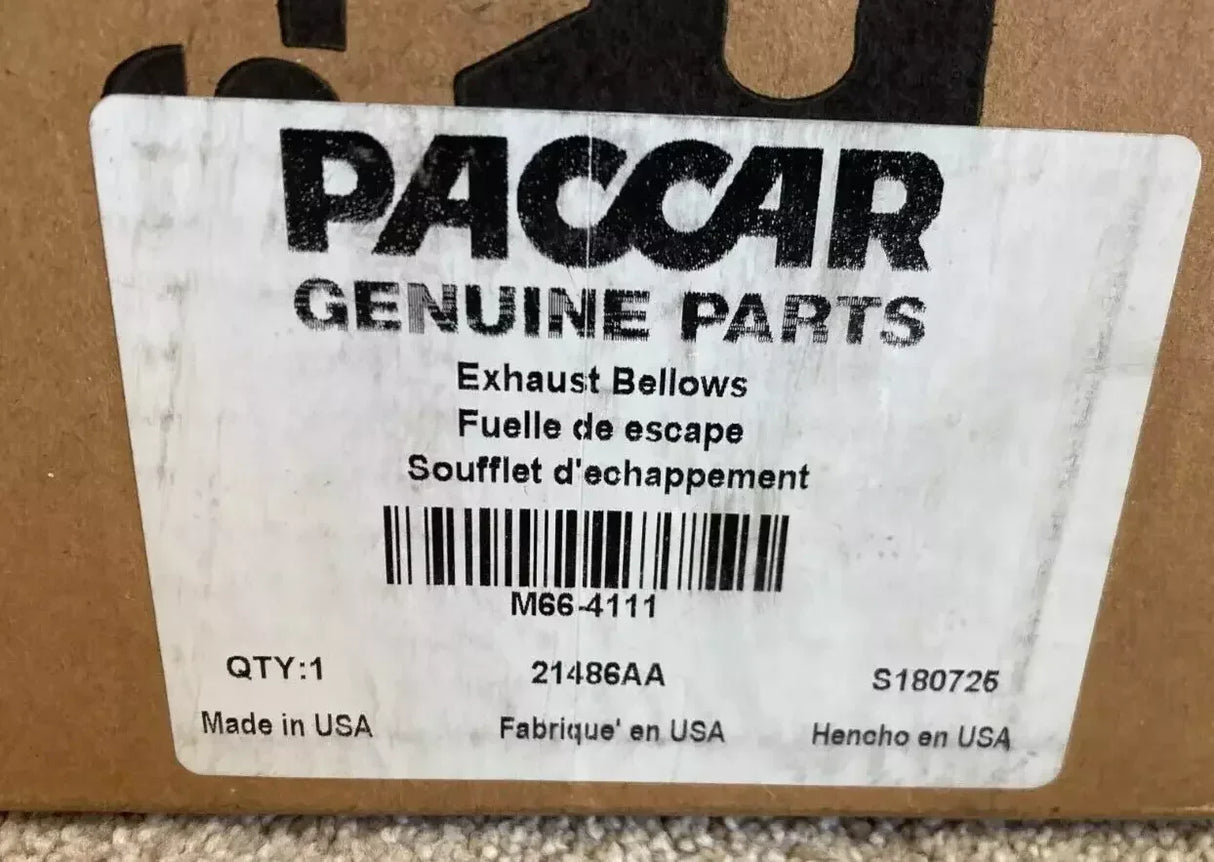 PACCAR
GENUINE PARTS
Exhaust Bellows
Fuelle de escape
Soufflet d'echappement
M66-4111
QTY:1 21486AA S180726
Made in USA Fabrique' en USA Hencho en USA